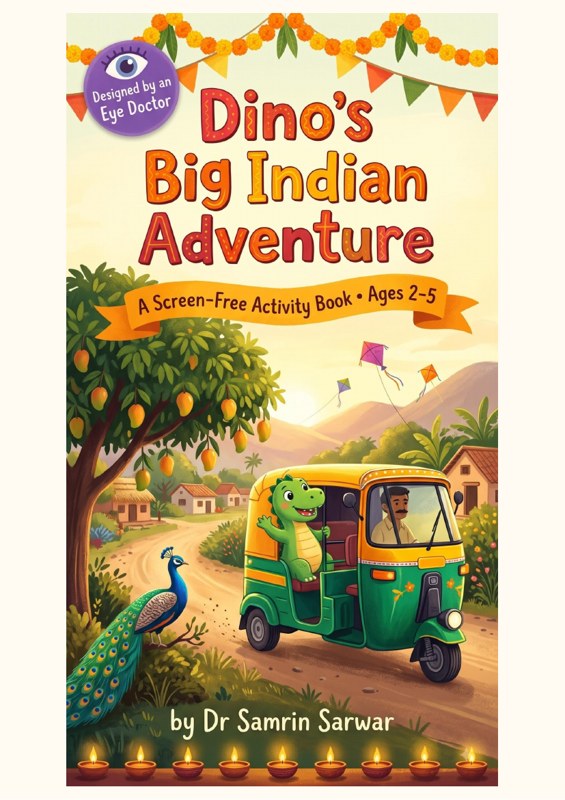 Designed by an
Eye Doctor
Dino's
Big Indian
Adventure
A Screen-Free Activity Book • Ages 2-5
by Dr Samrin Sarwar